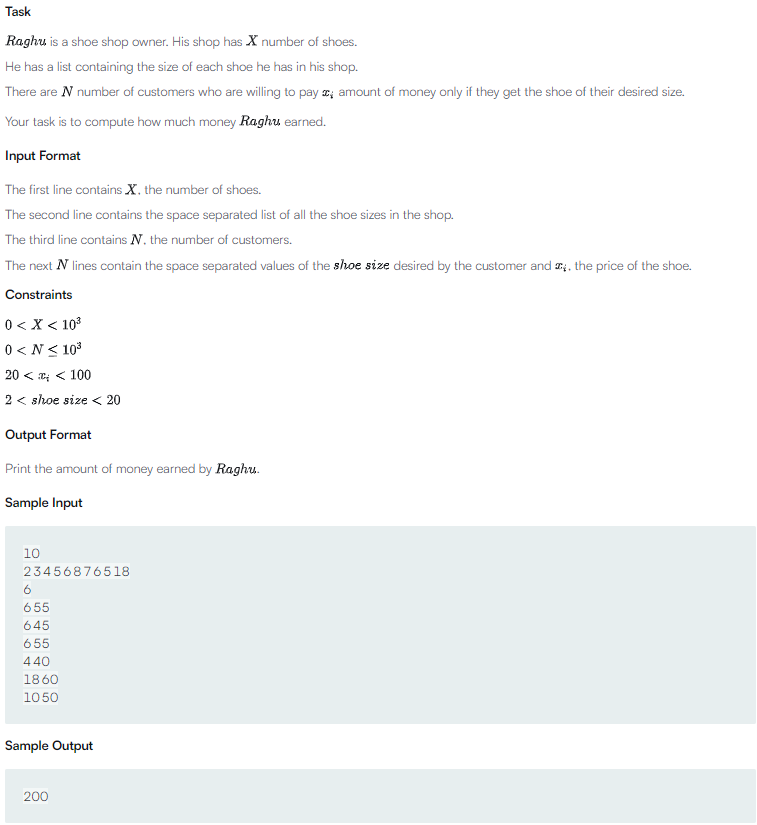 Task
Raghu is a shoe shop owner. His shop has X number of shoes.
He has a list containing the size of each shoe he has in his shop.
There are N number of customers who are willing to pay xᵢ amount of money only if they get the shoe of their desired size.
Your task is to compute how much money Raghu earned.
Input Format
The first line contains X, the number of shoes.
The second line contains the space separated list of all the shoe sizes in the shop.
The third line contains N, the number of customers.
The next N lines contain the space separated values of the shoe size desired by the customer and xᵢ, the price of the shoe.
Constraints
0 < X < 10³
0 < N ≤ 10³
20 < xᵢ < 100
2 < shoe size < 20
Output Format
Print the amount of money earned by Raghu.
Sample Input
10
2 3 4 5 6 8 7 6 5 18
6
6 55
6 45
6 55
4 40
18 60
10 50
Sample Output
200